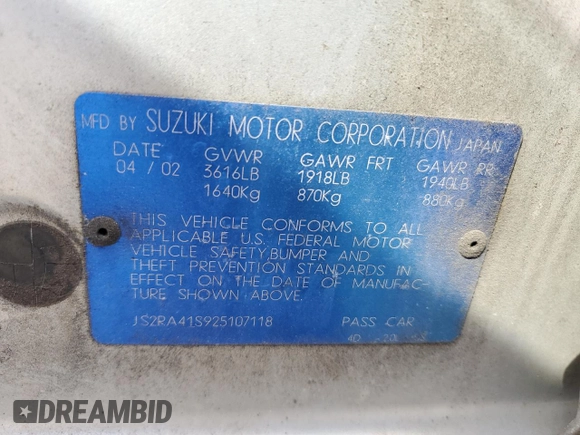 MFD BY SUZUKI MOTOR CORPORATION JAPAN
DATE GVWR GAWR FRT GAWR RR
04 / 02 3616LB 1918LB 1940LB
1640Kg 870Kg 880Kg
THIS VEHICLE CONFORMS TO ALL
APPLICABLE U.S. FEDERAL MOTOR
VEHICLE SAFETY,BUMPER AND
THEFT PREVENTION STANDARDS IN
EFFECT ON THE DATE OF MANUFAC-
TURE SHOWN ABOVE.
JS2RA41S925107118 PASS CAR
4D
DREAMBID